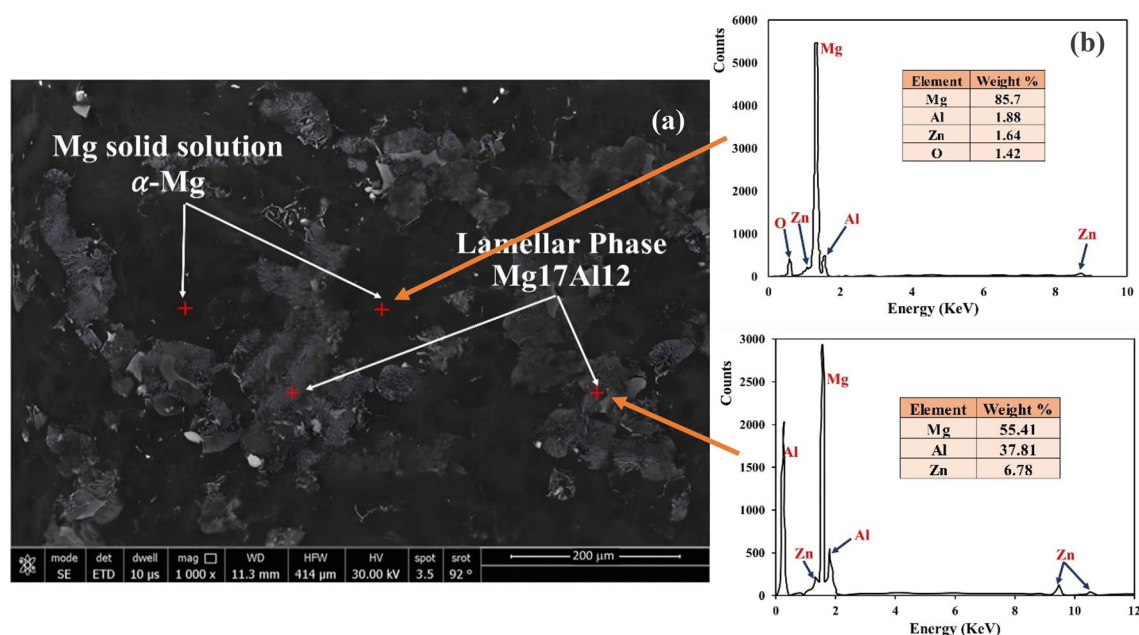 (a)
Mg solid solution
α-Mg
Lamellar Phase
Mg17Al12
mode det dwell mag □ WD HFW HV spot srot
SE ETD 10 µs 1 000 x 11.3 mm 414 µm 30.00 kV 3.5 92 °
200 µm
(b)
Counts
6000
5000
4000
3000
2000
1000
0
Mg
Element Weight %
Mg 85.7
Al 1.88
Zn 1.64
O 1.42
O Zn Al Zn
0 2 4 6 8 10
Energy (KeV)
Counts
3000
2500
2000
1500
1000
500
0
Mg
Element Weight %
Mg 55.41
Al 37.81
Zn 6.78
Al
Zn Al Zn
0 2 4 6 8 10 12
Energy (KeV)